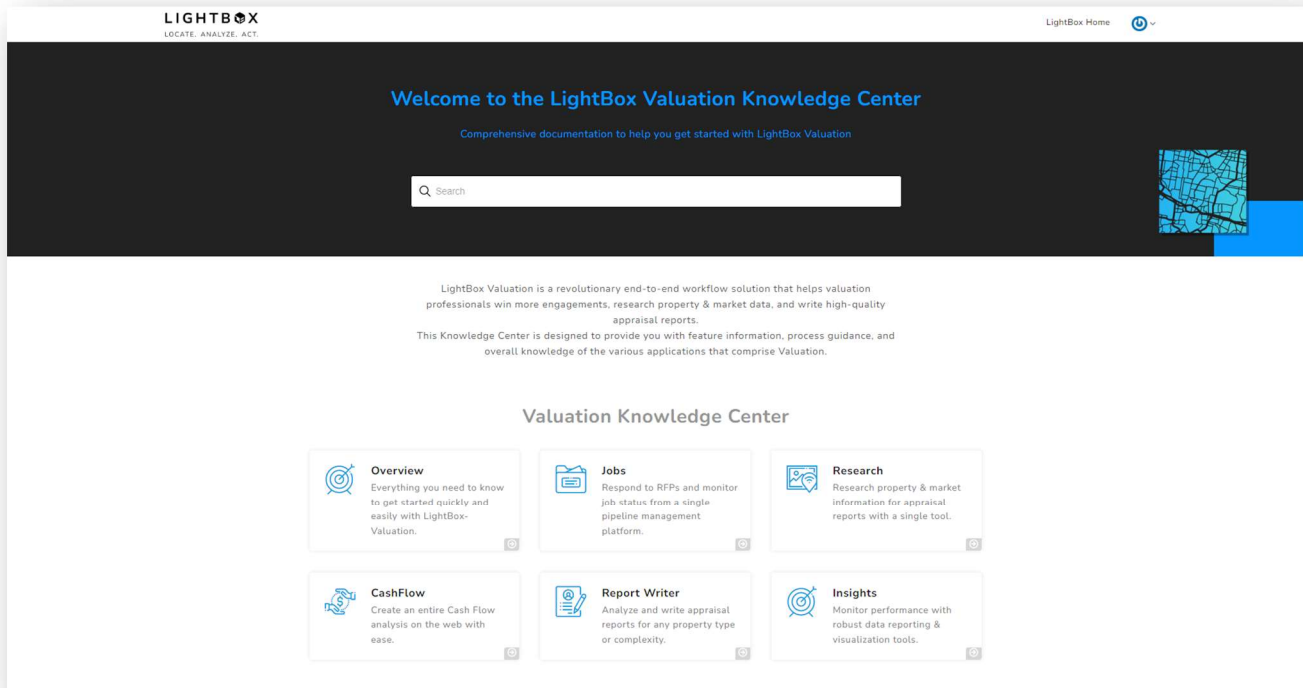 LIGHTBOX
LOCATE. ANALYZE. ACT.
LightBox Home
Welcome to the LightBox Valuation Knowledge Center
Comprehensive documentation to help you get started with LightBox Valuation
Search
LightBox Valuation is a revolutionary end-to-end workflow solution that helps valuation
professionals win more engagements, research property & market data, and write high-quality
appraisal reports.
This Knowledge Center is designed to provide you with feature information, process guidance, and
overall knowledge of the various applications that comprise Valuation.
Valuation Knowledge Center
Overview
Everything you need to know
to get started quickly and
easily with LightBox-
Valuation.
Jobs
Respond to RFPs and monitor
job status from a single
pipeline management
platform.
Research
Research property & market
information for appraisal
reports with a single tool.
CashFlow
Create an entire Cash Flow
analysis on the web with
ease.
Report Writer
Analyze and write appraisal
reports for any property type
or complexity.
Insights
Monitor performance with
robust data reporting &
visualization tools.